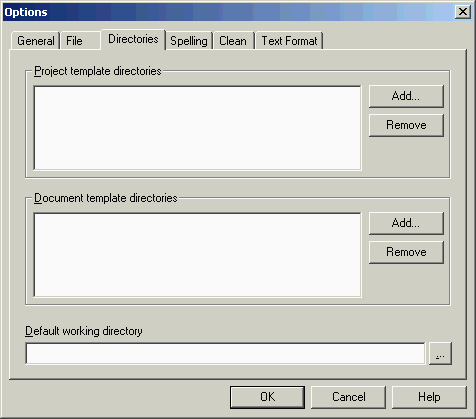 Options
General File Directories Spelling Clean Text Format
Project template directories
Add...
Remove
Document template directories
Add...
Remove
Default working directory
...
OK Cancel Help